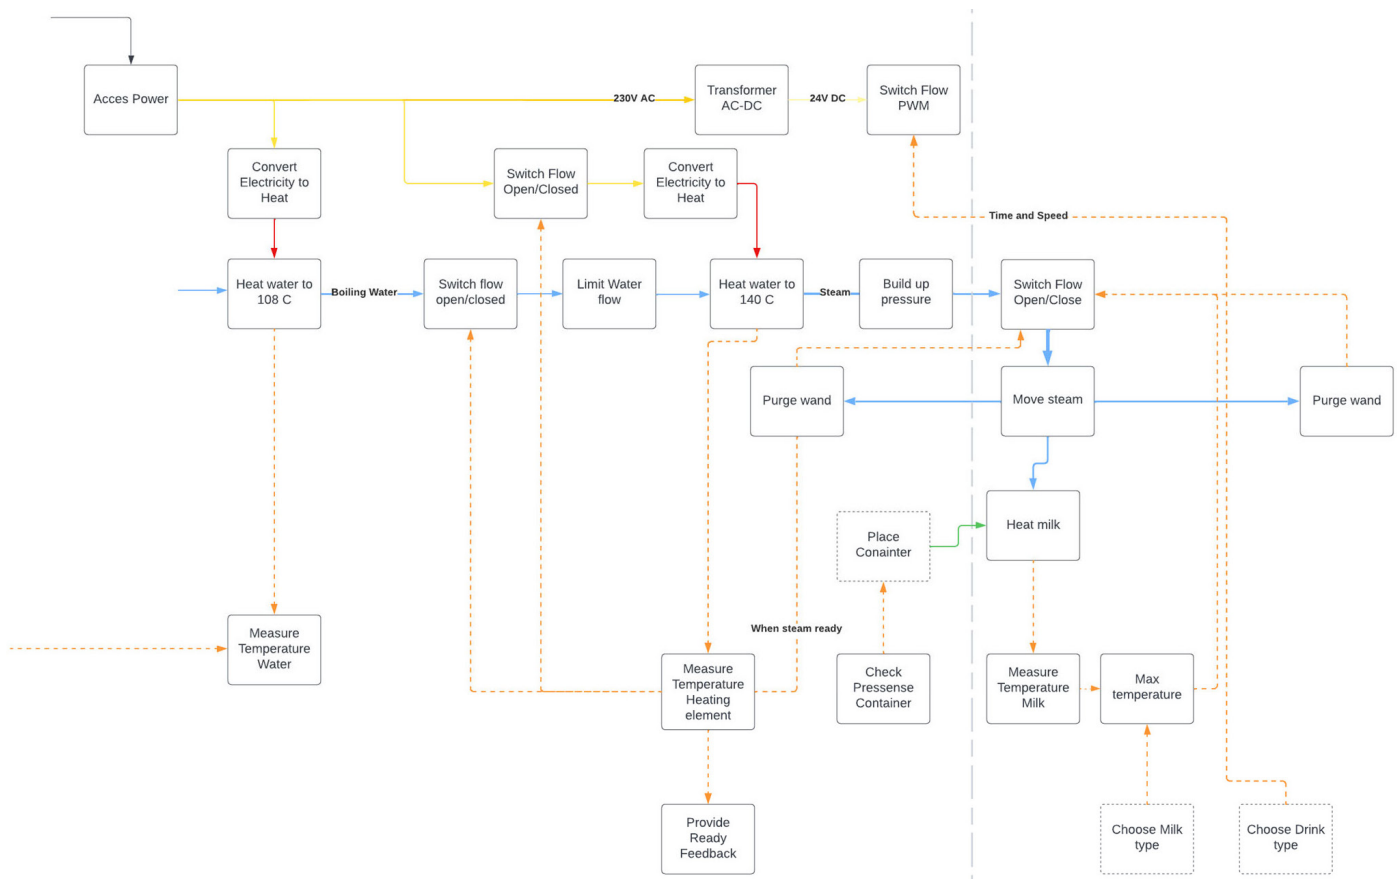 Acces Power
230V AC
Transformer
AC-DC
24V DC
Switch Flow
PWM
Convert
Electricity to
Heat
Switch Flow
Open/Closed
Convert
Electricity to
Heat
Time and Speed
Heat water to
108 C
Boiling Water
Switch flow
open/closed
Limit Water
flow
Heat water to
140 C
Steam
Build up
pressure
Switch Flow
Open/Close
Purge wand
Move steam
Purge wand
Place
Conainter
Heat milk
When steam ready
Measure
Temperature
Water
Measure
Temperature
Heating
element
Check
Pressense
Container
Measure
Temperature
Milk
Max
temperature
Provide
Ready
Feedback
Choose Milk
type
Choose Drink
type